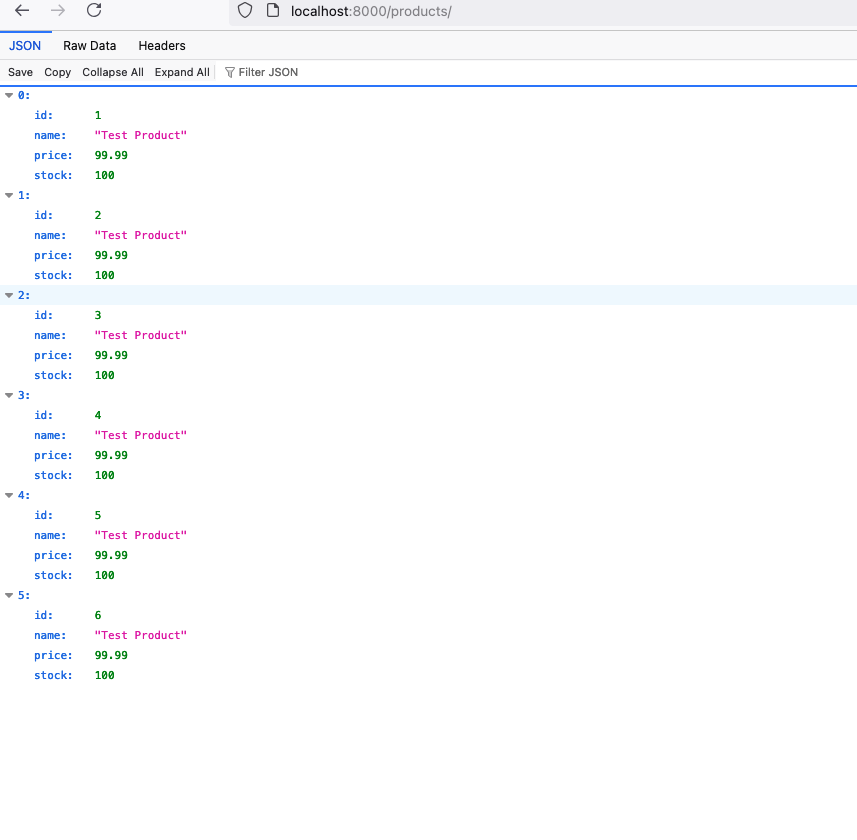 localhost:8000/products/
JSON Raw Data Headers
Save Copy Collapse All Expand All Filter JSON
0:
id: 1
name: "Test Product"
price: 99.99
stock: 100
1:
id: 2
name: "Test Product"
price: 99.99
stock: 100
2:
id: 3
name: "Test Product"
price: 99.99
stock: 100
3:
id: 4
name: "Test Product"
price: 99.99
stock: 100
4:
id: 5
name: "Test Product"
price: 99.99
stock: 100
5:
id: 6
name: "Test Product"
price: 99.99
stock: 100